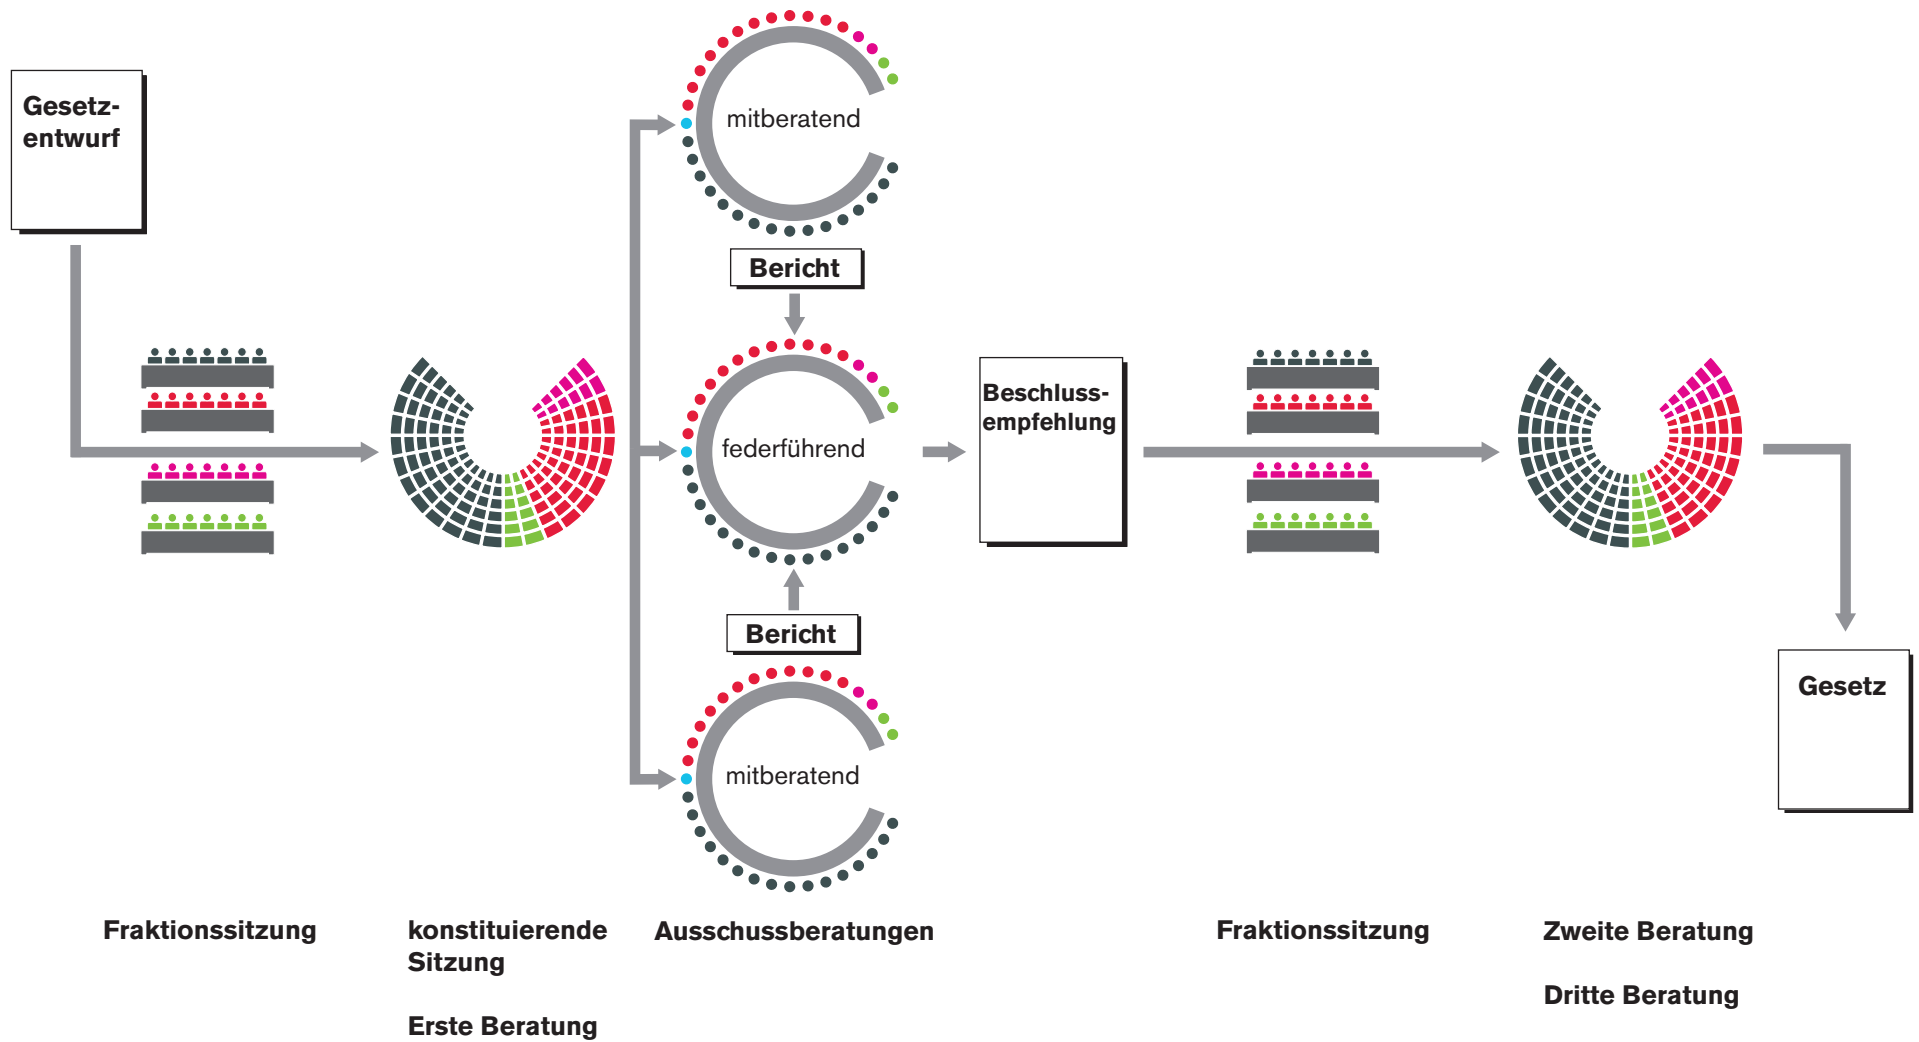 Gesetz-
entwurf
mitberatend
Bericht
federführend
Beschluss-
empfehlung
Bericht
mitberatend
Gesetz
Fraktionssitzung
konstituierende
Sitzung
Erste Beratung
Ausschussberatungen
Fraktionssitzung
Zweite Beratung
Dritte Beratung